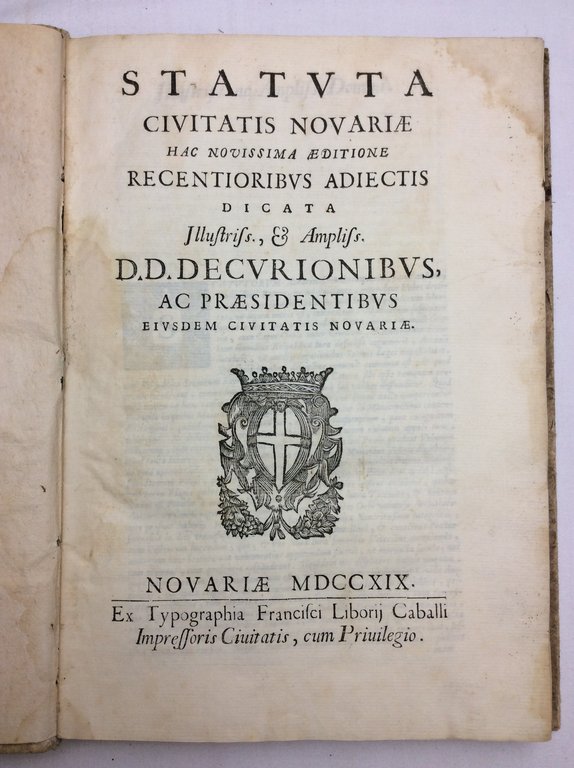 STATVTA
CIVITATIS NOVARIÆ
HAC NOVISSIMA ÆDITIONE
RECENTIORIBVS ADIECTIS
DICATA
Illuſtriſs., & Ampliſs.
D.D. DECVRIONIBVS,
AC PRÆSIDENTIBVS
EIVSDEM CIVITATIS NOVARIÆ.
NOVARIÆ MDCCXIX.
Ex Typographia Franciſci Liborij Caballi
Impreſſoris Ciuitatis, cum Priuilegio.